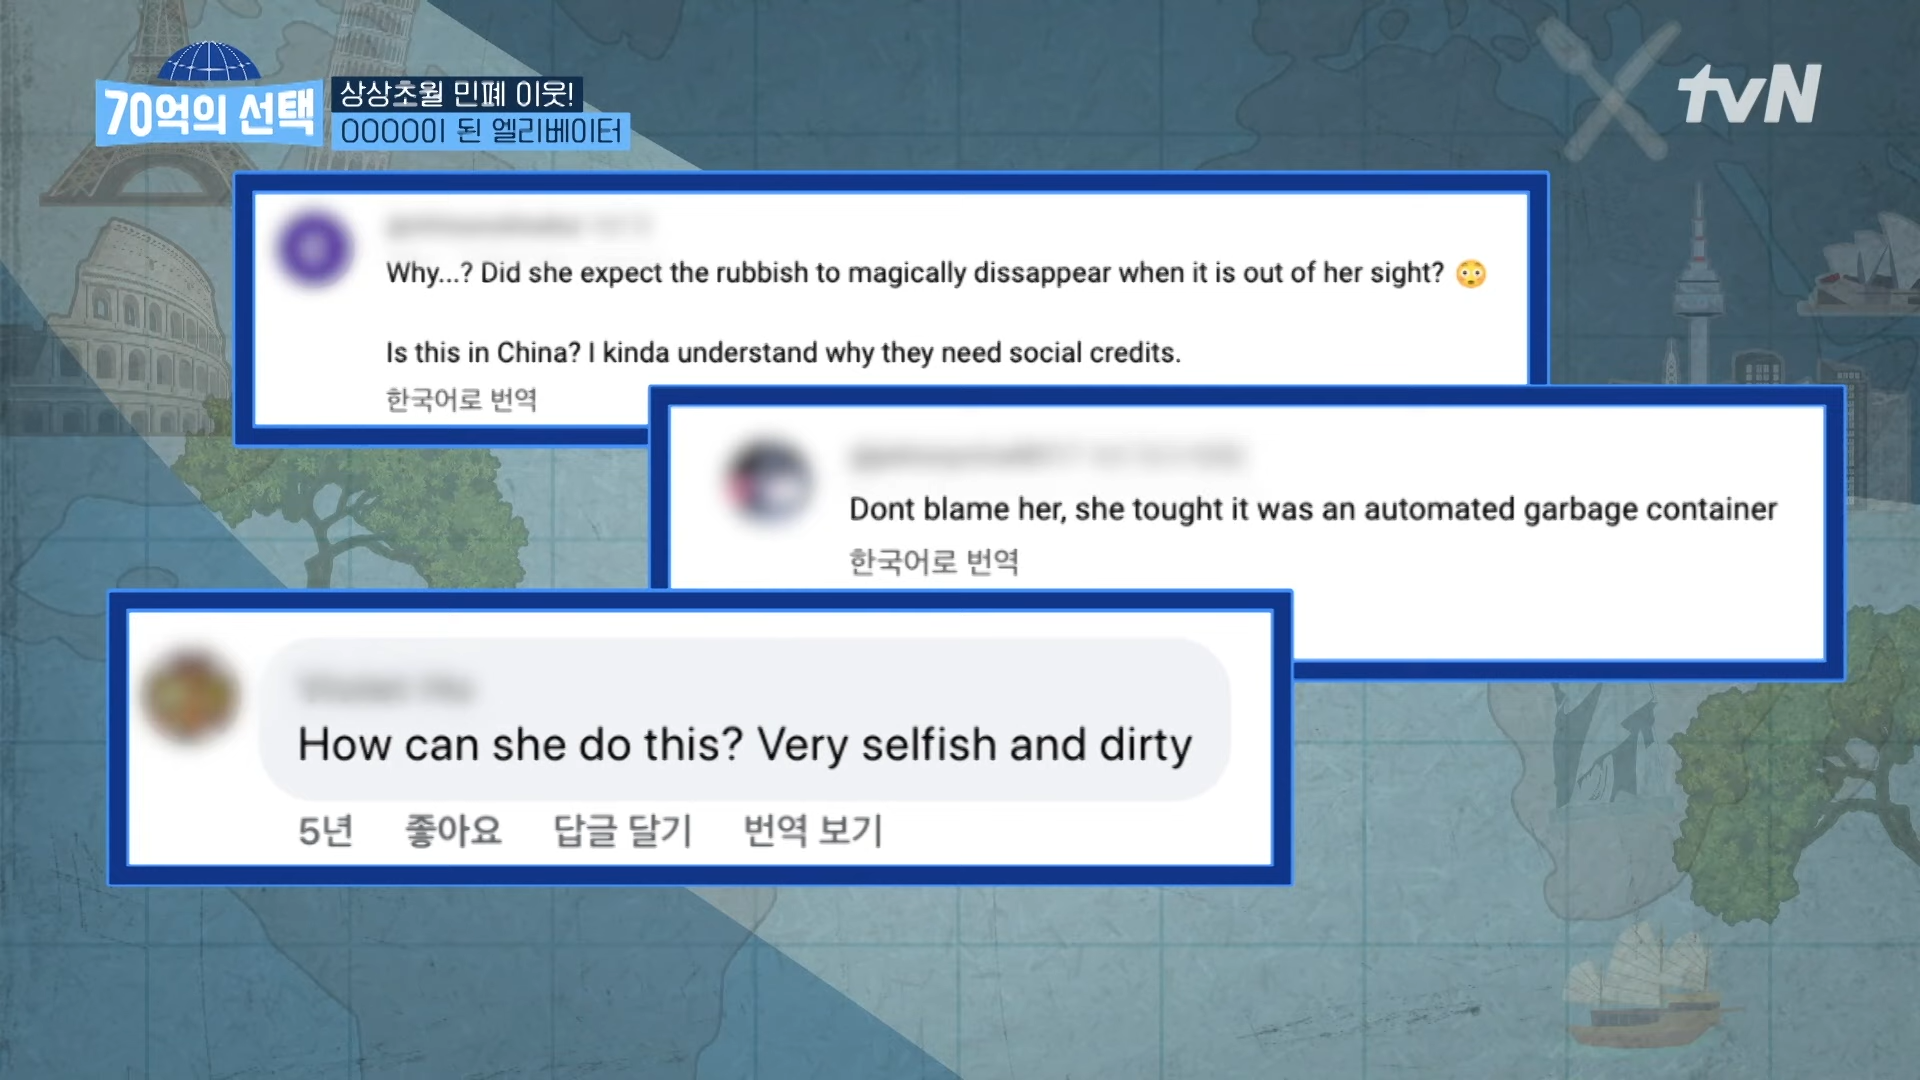 70억의 선택
상상초월 민폐 이웃!
OOOO이 된 엘리베이터
tvN
Why...? Did she expect the rubbish to magically dissappear when it is out of her sight? 😳
Is this in China? I kinda understand why they need social credits.
한국어로 번역
Dont blame her, she tought it was an automated garbage container
한국어로 번역
How can she do this? Very selfish and dirty
5년 좋아요 답글 달기 번역 보기